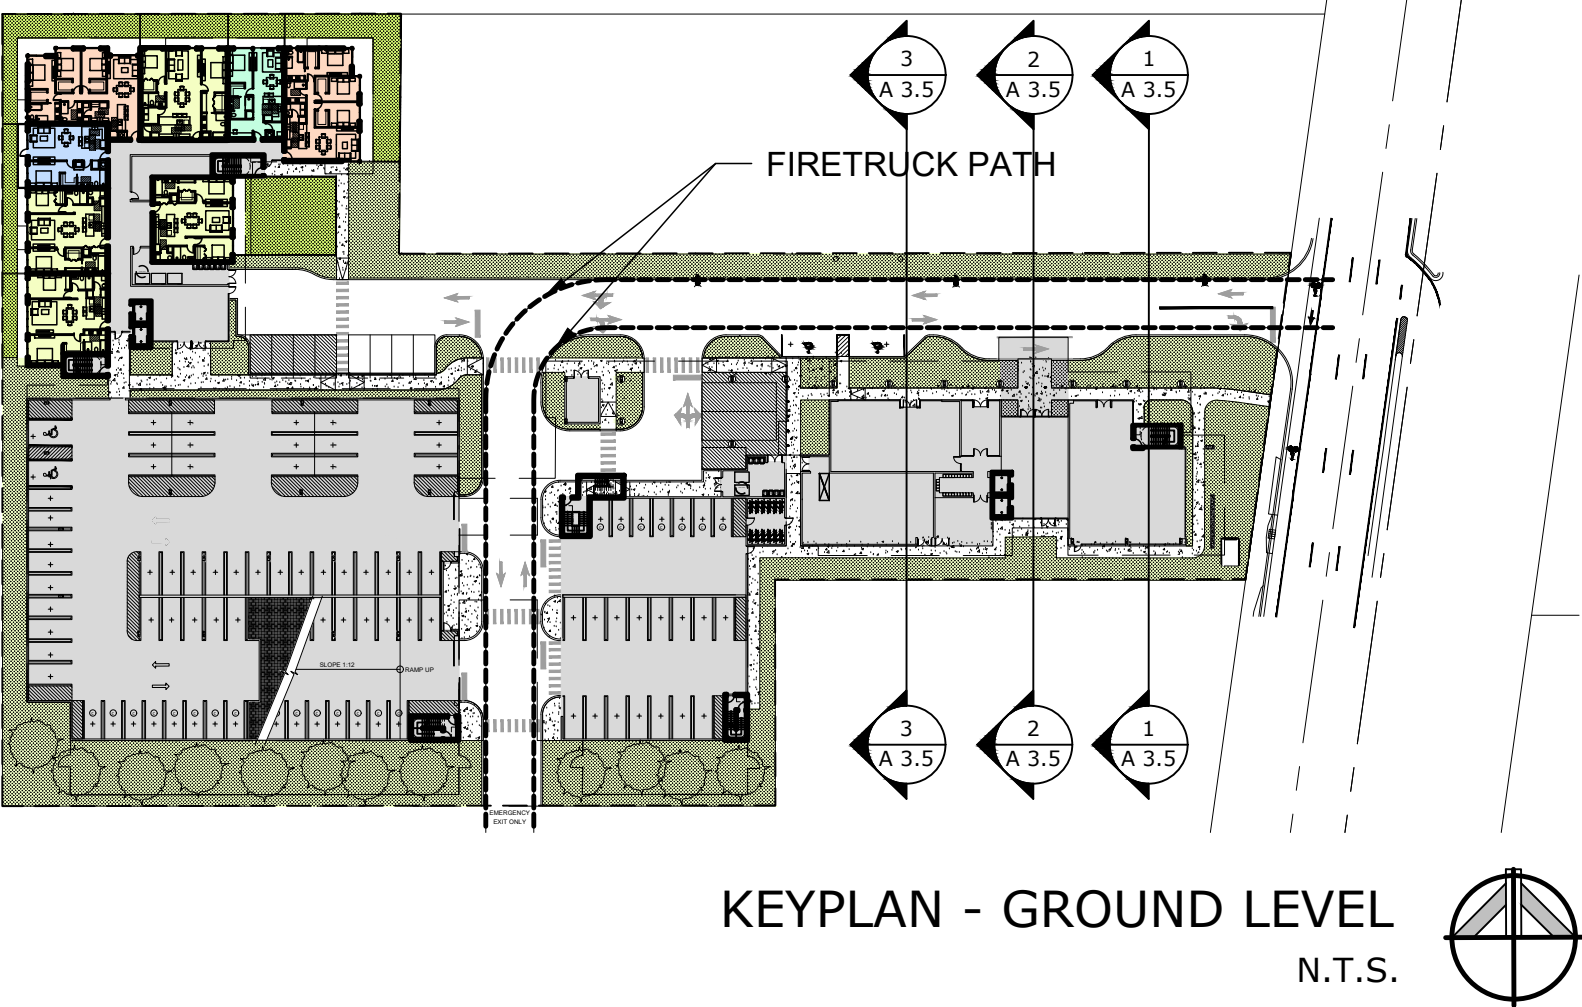 3
A 3.5
2
A 3.5
1
A 3.5
FIRETRUCK PATH
SLOPE 1:12
RAMP UP
3
A 3.5
2
A 3.5
1
A 3.5
EMERGENCY
EXIT ONLY
KEYPLAN - GROUND LEVEL
N.T.S.